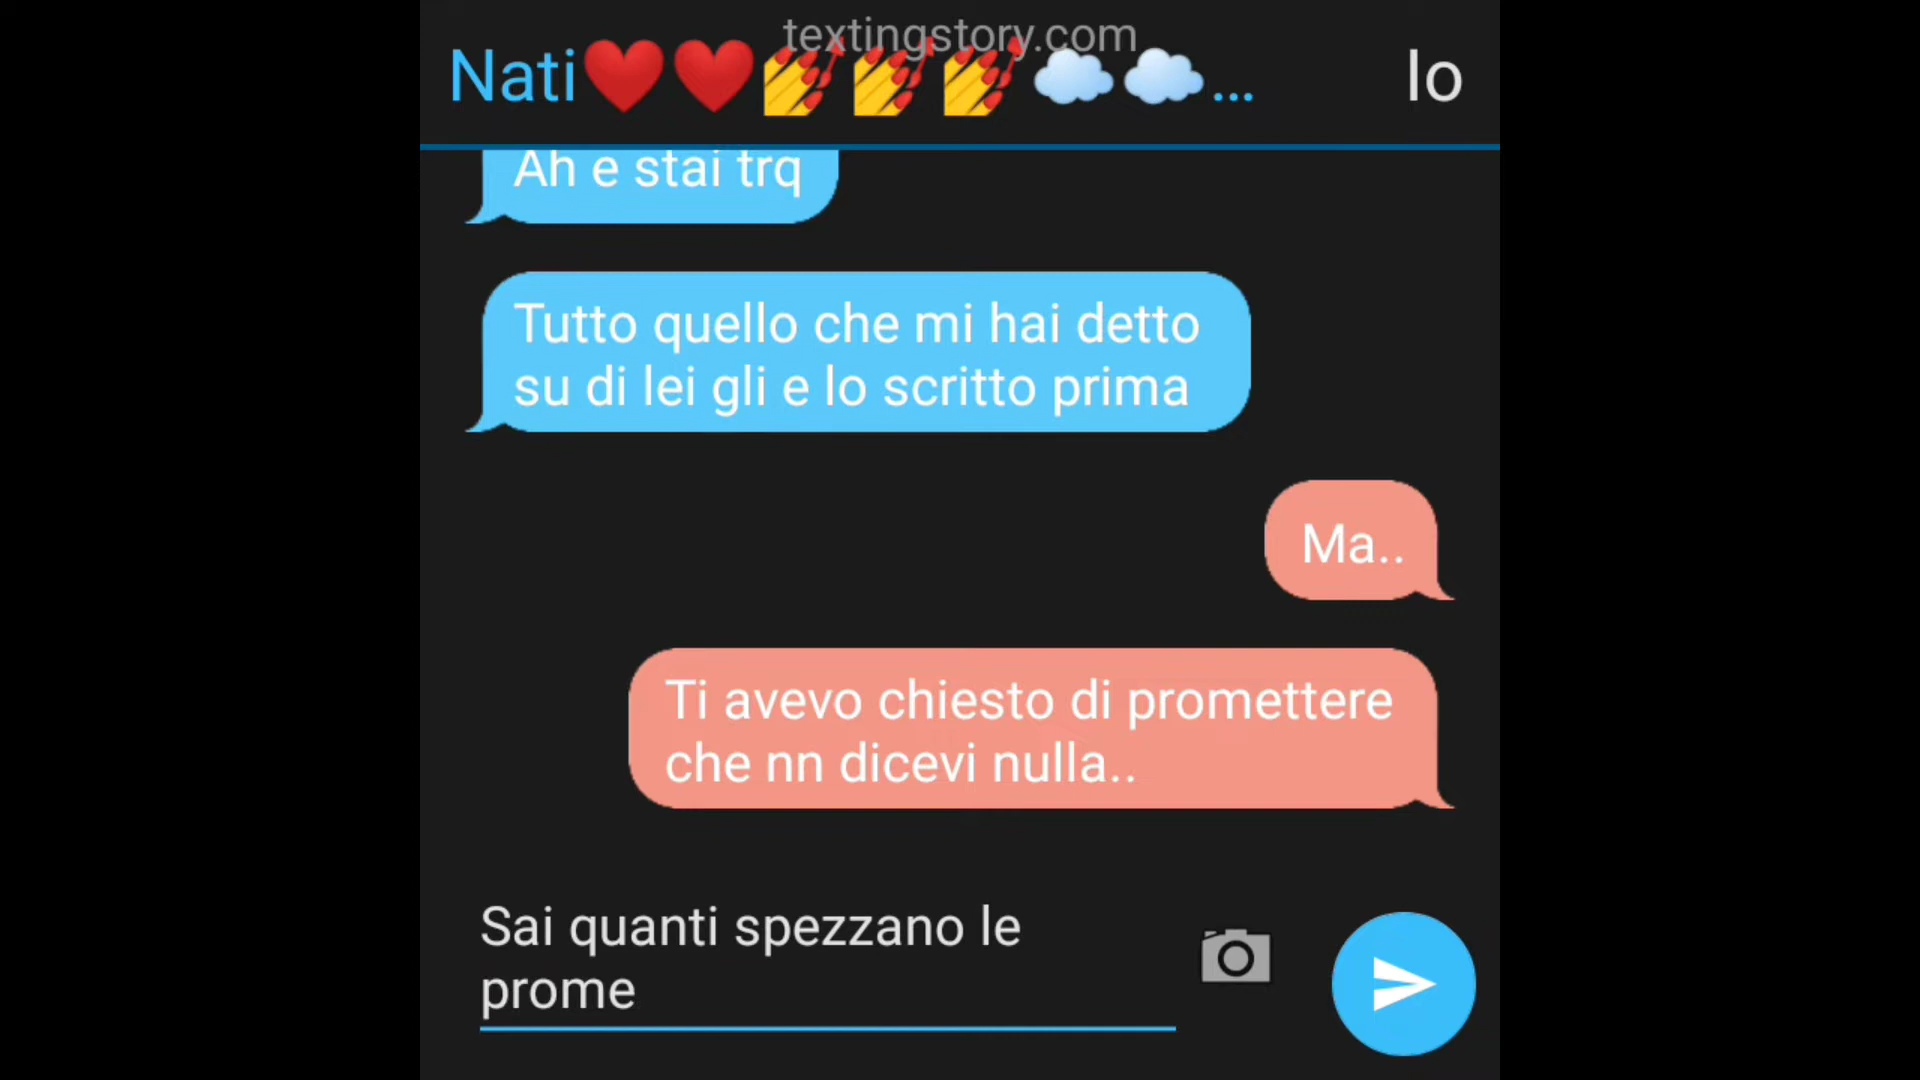 textingstory.com
Nati❤️❤️💅💅💅☁️☁️... Io
Ah e stai trq
Tutto quello che mi hai detto
su di lei gli e lo scritto prima
Ma..
Ti avevo chiesto di promettere
che nn dicevi nulla..
Sai quanti spezzano le
prome